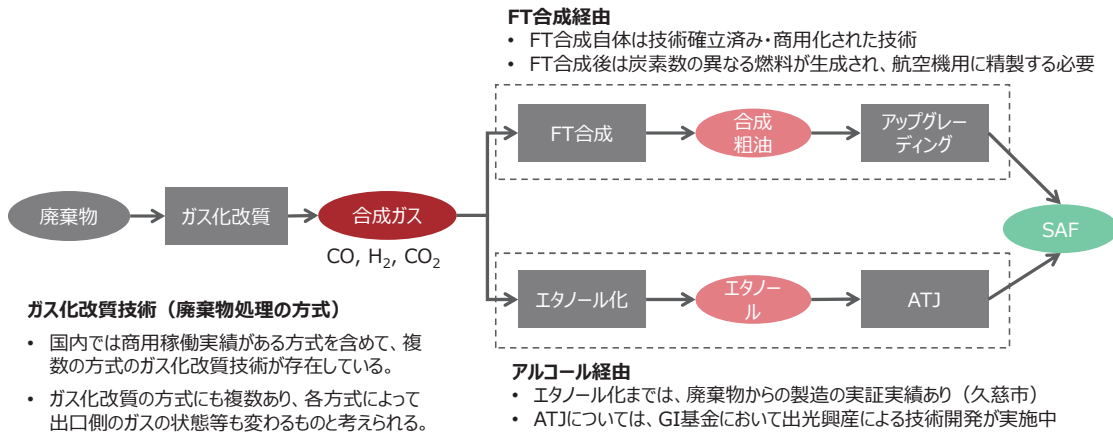 FT合成経由
• FT合成自体は技術確立済み・商用化された技術
• FT合成後は炭素数の異なる燃料が生成され、航空機用に精製する必要
FT合成
合成
粗油
アップグレー
ディング
廃棄物
ガス化改質
合成ガス
SAF
CO, H₂, CO₂
エタノール化
エタノー
ル
ATJ
ガス化改質技術（廃棄物処理の方式）
• 国内では商用稼働実績がある方式を含めて、複
数の方式のガス化改質技術が存在している。
• ガス化改質の方式にも複数あり、各方式によって
出口側のガスの状態等も変わるものと考えられる。
アルコール経由
• エタノール化までは、廃棄物からの製造の実証実績あり（久慈市）
• ATJについては、GI基金において出光興産による技術開発が実施中